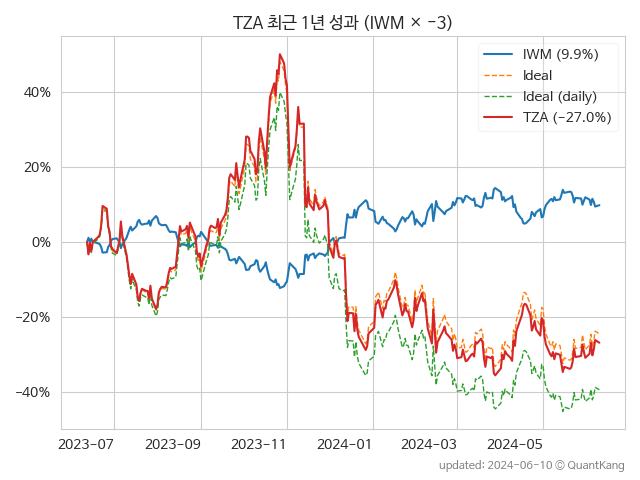 TZA 최근 1년 성과 (IWM × −3)
IWM (9.9%)
Ideal
Ideal (daily)
TZA (−27.0%)
40%
20%
0%
−20%
−40%
2023−07
2023−09
2023−11
2024−01
2024−03
2024−05
updated: 2024-06-10 ⓒ QuantKang